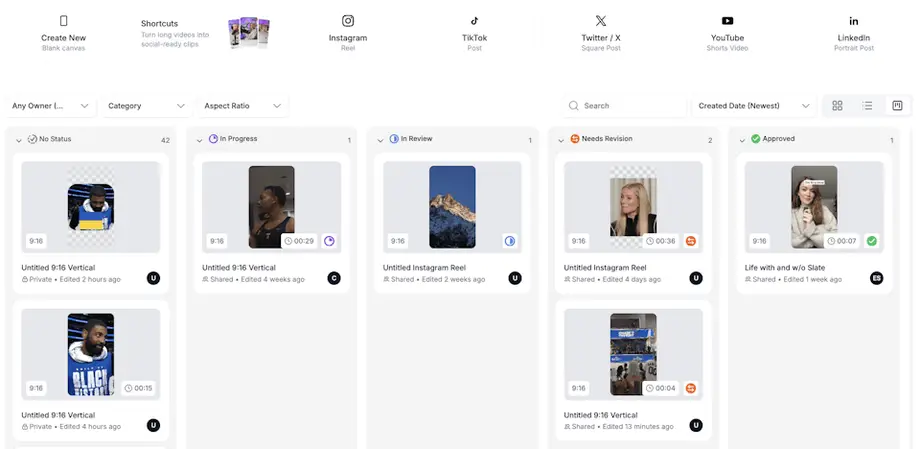 Create New
Blank canvas
Shortcuts
Turn long videos into
social-ready clips
Instagram
Reel
TikTok
Post
Twitter / X
Square Post
YouTube
Shorts Video
LinkedIn
Portrait Post
Any Owner (...
Category
Aspect Ratio
Search
Created Date (Newest)
No Status
42
9:16
Untitled 9:16 Vertical
Private • Edited 2 hours ago
U
BLACK
9:16
00:15
Untitled 9:16 Vertical
Private • Edited 4 hours ago
U
In Progress
1
9:16
00:29
Untitled 9:16 Vertical
Shared • Edited 4 weeks ago
C
In Review
1
9:16
Untitled Instagram Reel
Shared • Edited 2 weeks ago
U
Needs Revision
2
9:16
00:36
Untitled Instagram Reel
Shared • Edited 4 days ago
U
9:16
00:04
Untitled 9:16 Vertical
Shared • Edited 13 minutes ago
U
Approved
1
9:16
00:07
Life with and w/o Slate
Shared • Edited 1 week ago
ES